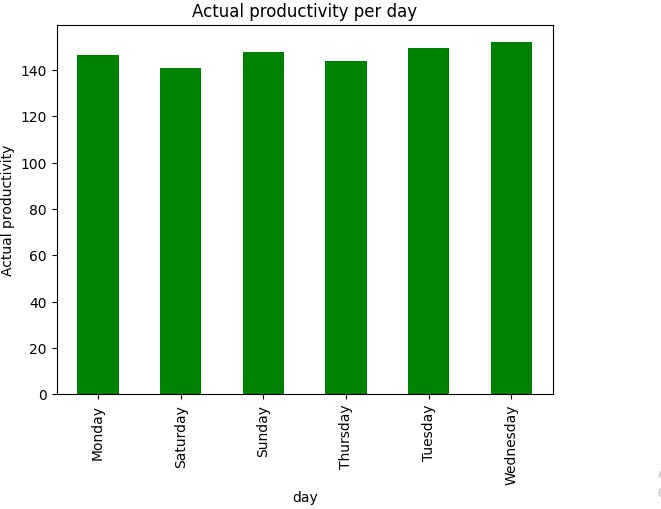 Actual productivity per day
Actual productivity
140
120
100
80
60
40
20
0
Monday
Saturday
Sunday
Thursday
Tuesday
Wednesday
day